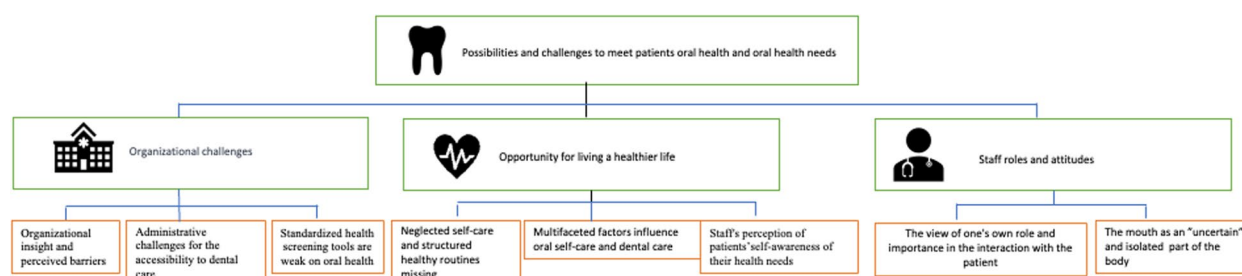 Possibilities and challenges to meet patients oral health and oral health needs
Organizational challenges
Opportunity for living a healthier life
Staff roles and attitudes
Organizational
insight and
perceived barriers
Administrative
challenges for the
accessibility to dental
care
Standardized health
screening tools are
weak on oral health
Neglected self-care
and structured
healthy routines
missing
Multifaceted factors influence
oral self-care and dental care
Staff's perception of
patients'self-awareness of
their health needs
The view of one's own role and
importance in the interaction with the
patient
The mouth as an "uncertain"
and isolated part of the
body